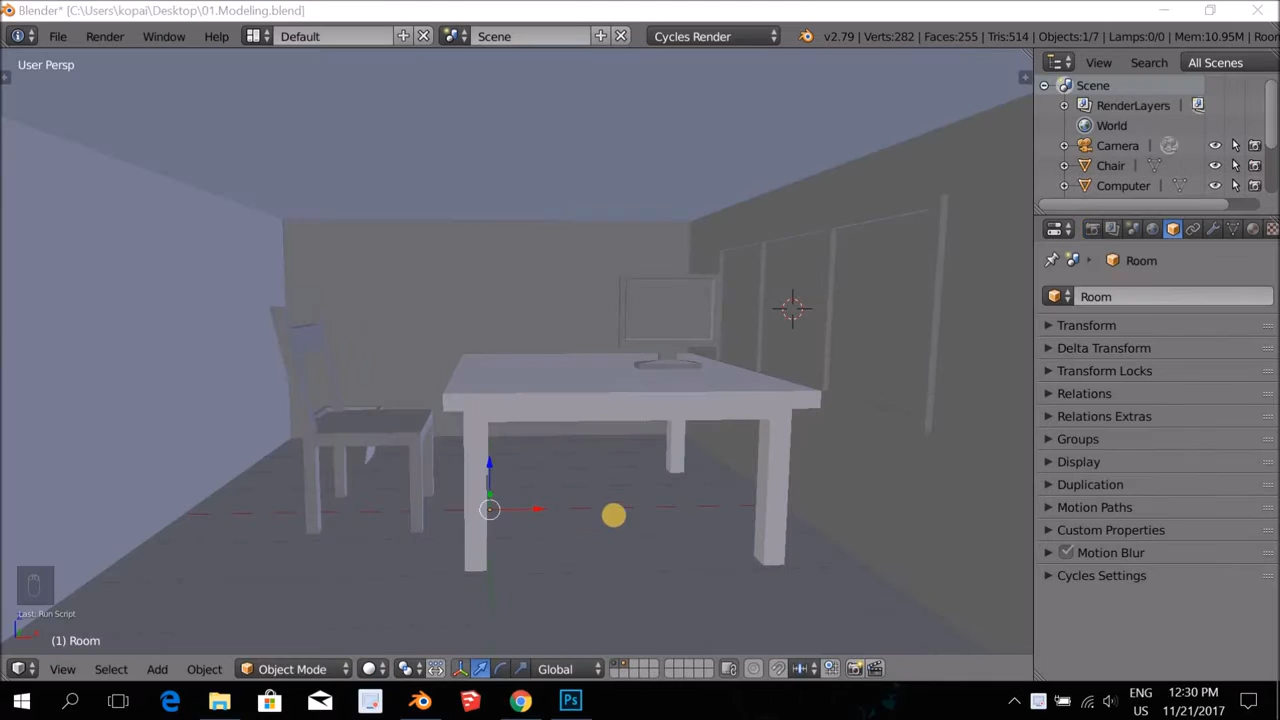 Blender* [C:\Users\kopai\Desktop\01.Modeling.blend]
File Render Window Help Default Scene Cycles Render v2.79 | Verts:282 | Faces:255 | Tris:514 | Objects:1/7 | Lamps:0/0 | Mem:10.95M | Roor
User Persp
View Search All Scenes
Scene
RenderLayers
World
Camera
Chair
Computer
Room
Room
Transform
Delta Transform
Transform Locks
Relations
Relations Extras
Groups
Display
Duplication
Motion Paths
Custom Properties
Motion Blur
Cycles Settings
Last: Run Script
(1) Room
View Select Add Object Object Mode Global
Ps
ENG
US
12:30 PM
11/21/2017